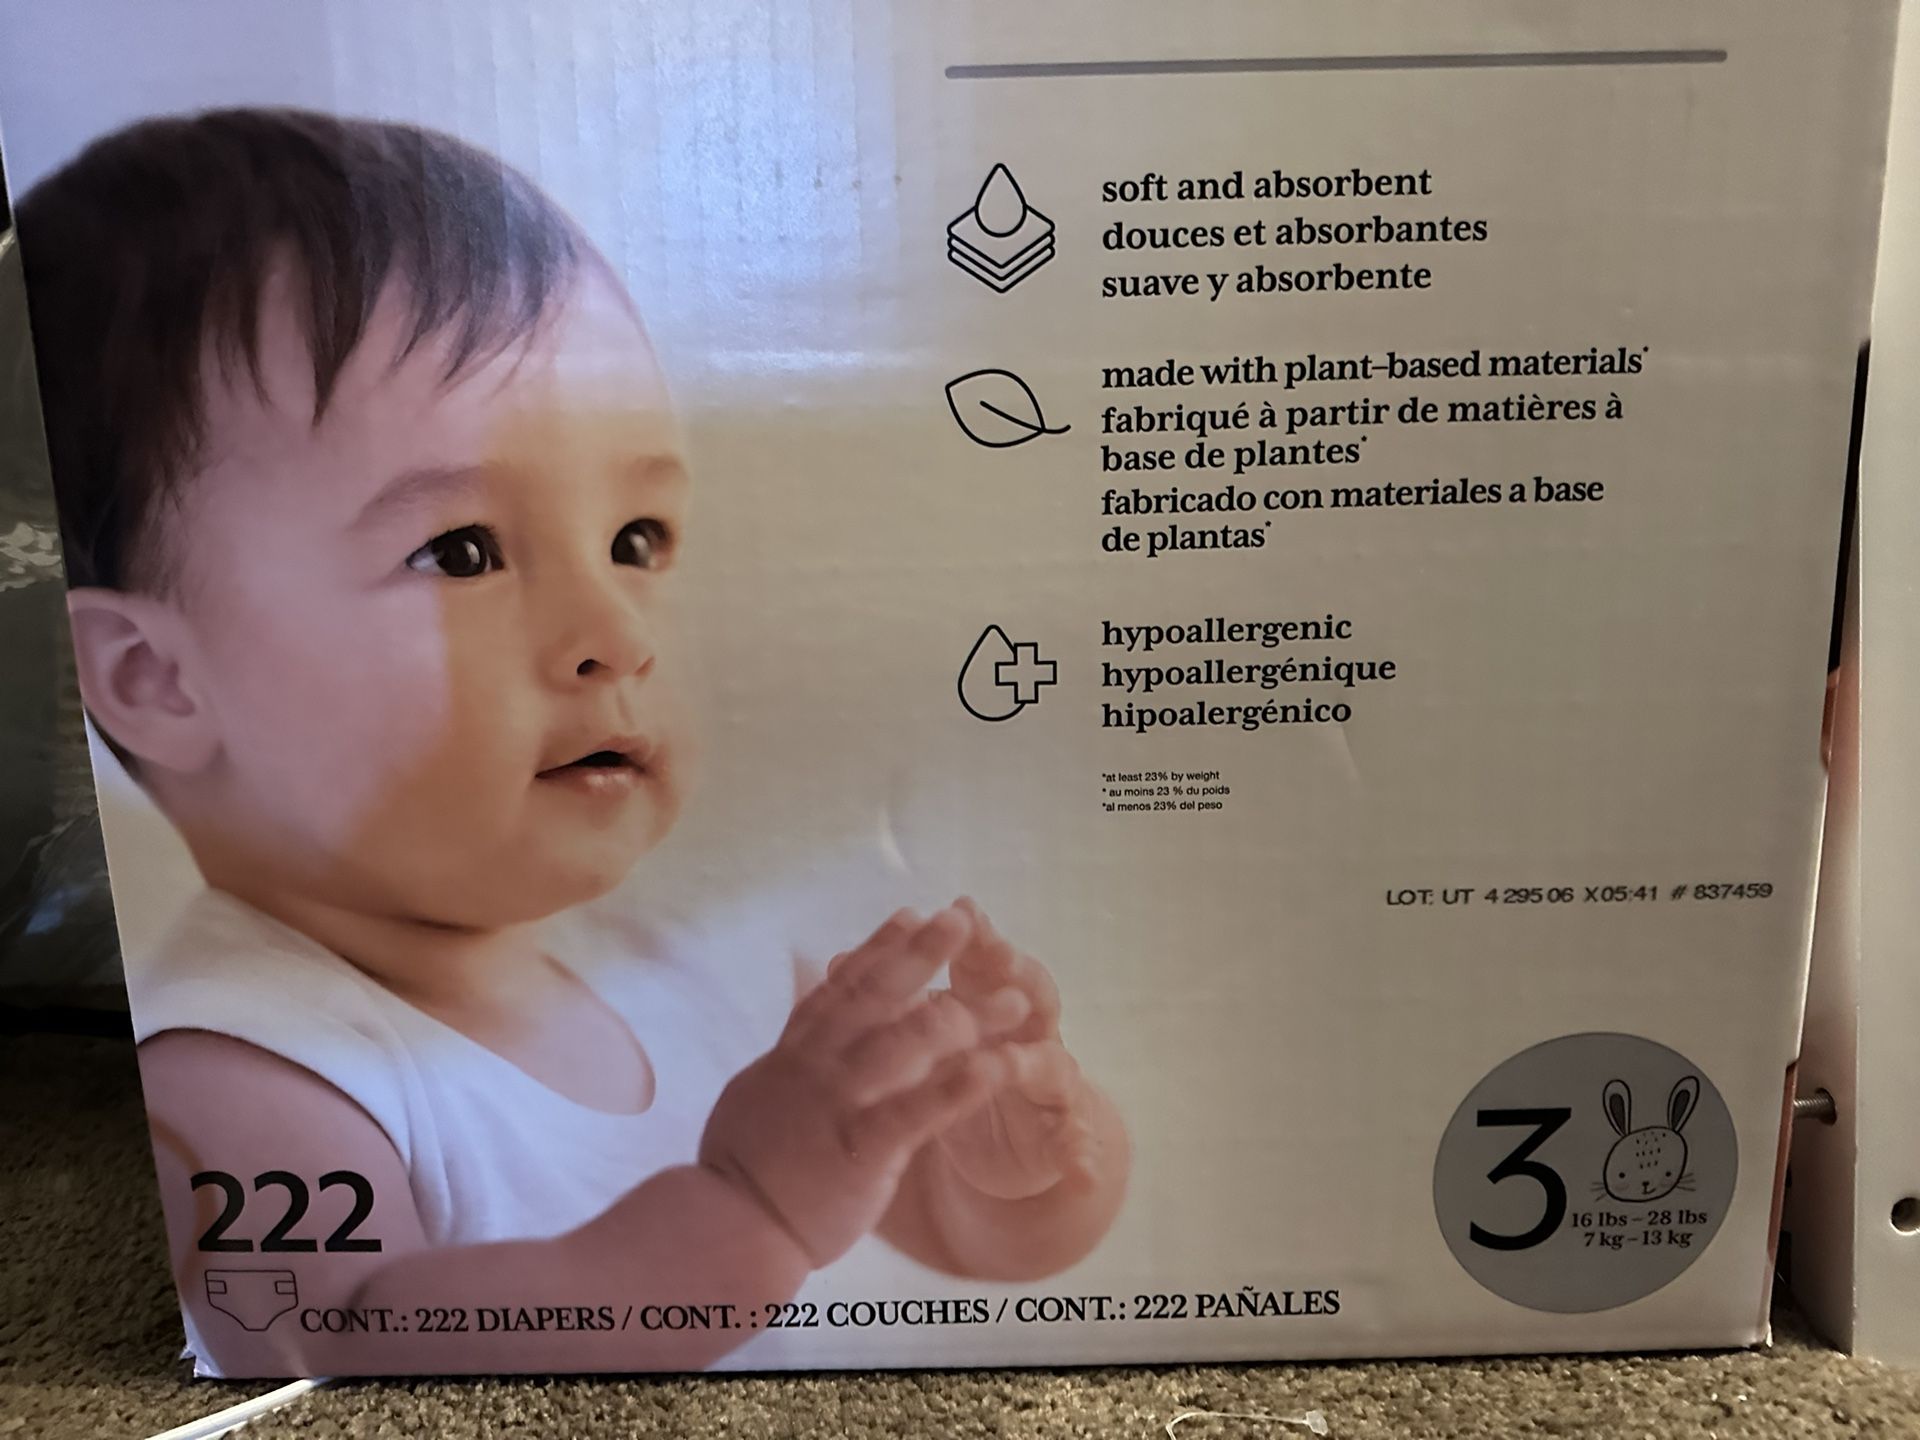 soft and absorbent
douces et absorbantes
suave y absorbente
made with plant-based materials*
fabriqué à partir de matières à
base de plantes*
fabricado con materiales a base
de plantas*
hypoallergenic
hypoallergénique
hipoalergénico
*at least 23% by weight
* au moins 23 % du poids
*al menos 23% del peso
LOT: UT 4 295 06 X05:41 # 837459
3
16 lbs – 28 lbs
7 kg – 13 kg
222
CONT.: 222 DIAPERS / CONT. : 222 COUCHES / CONT.: 222 PAÑALES